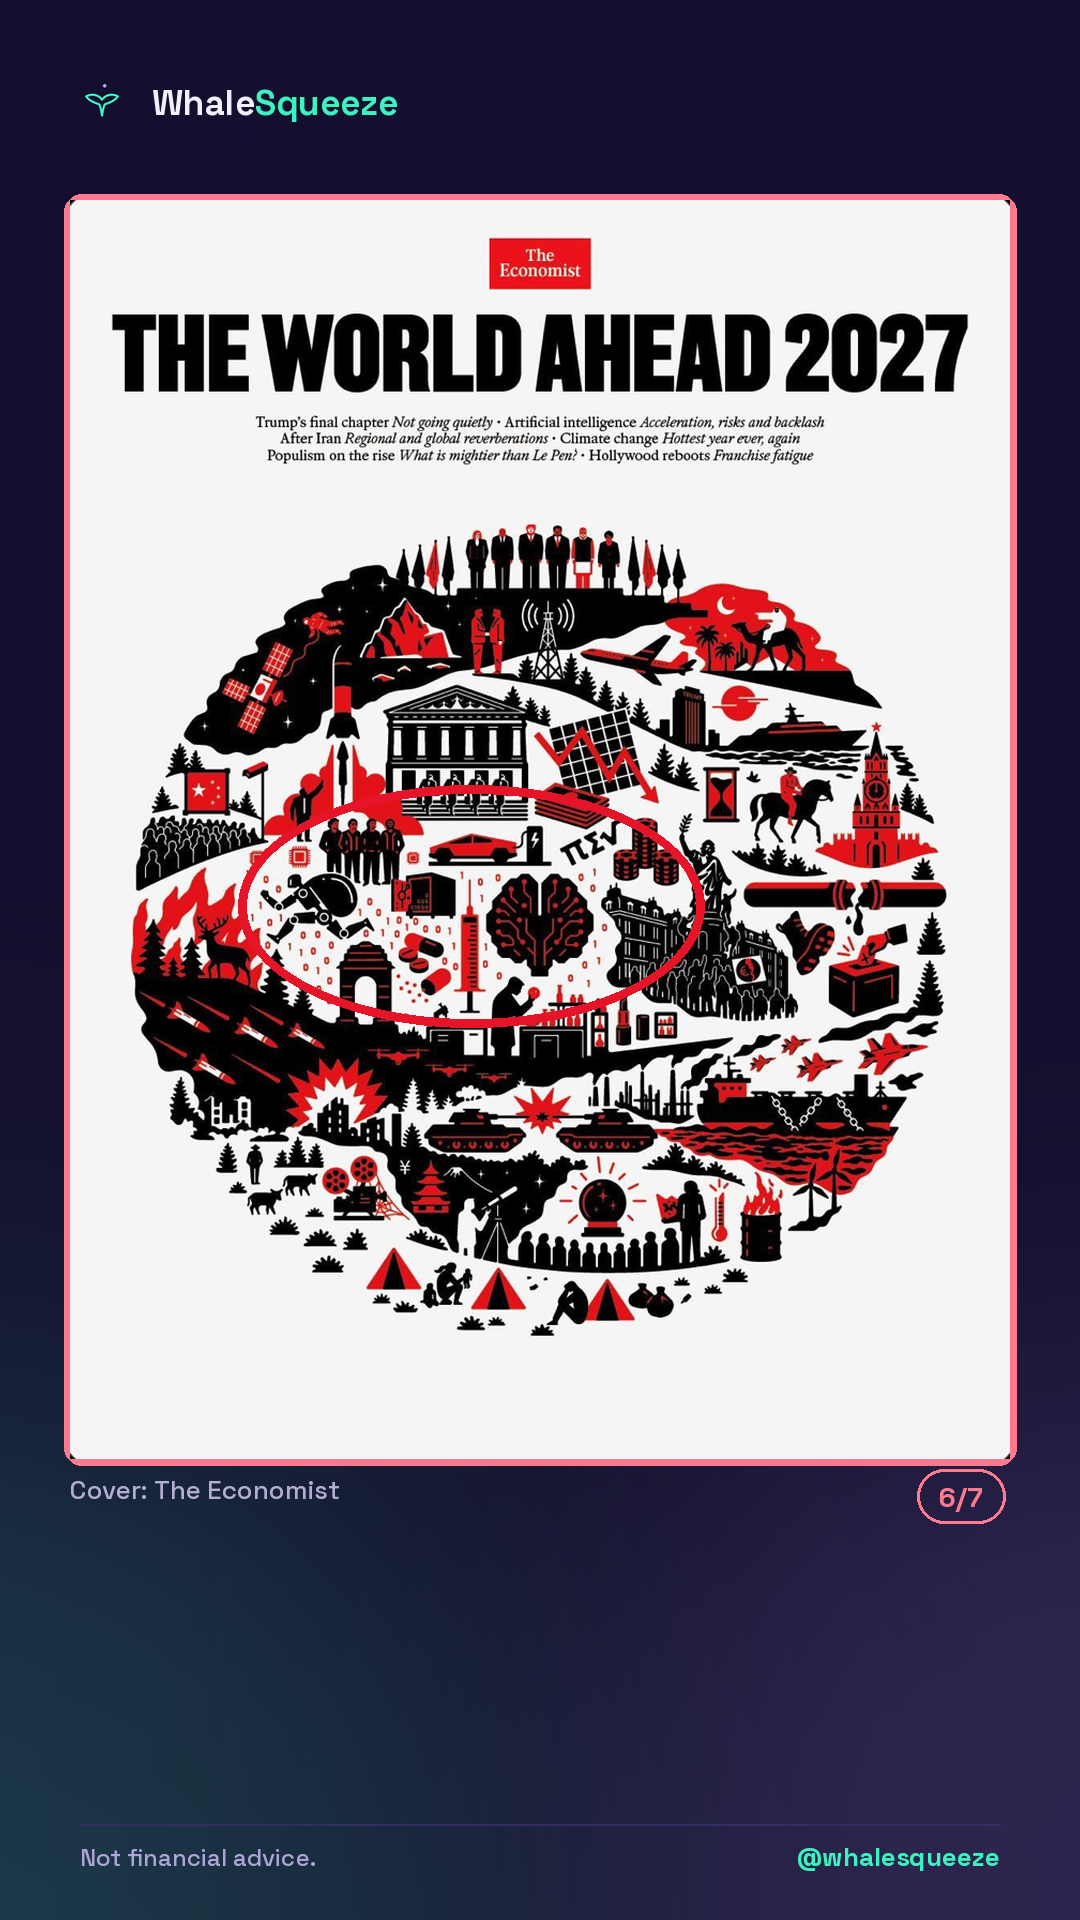 WhaleSqueeze
The
Economist
THE WORLD AHEAD 2027
Trump's final chapter Not going quietly • Artificial intelligence Acceleration, risks and backlash
After Iran Regional and global reverberations • Climate change Hottest year ever, again
Populism on the rise What is mightier than Le Pen? • Hollywood reboots Franchise fatigue
TRUMP
ΠΣ√
¥
Cover: The Economist
6/7
Not financial advice.
@whalesqueeze